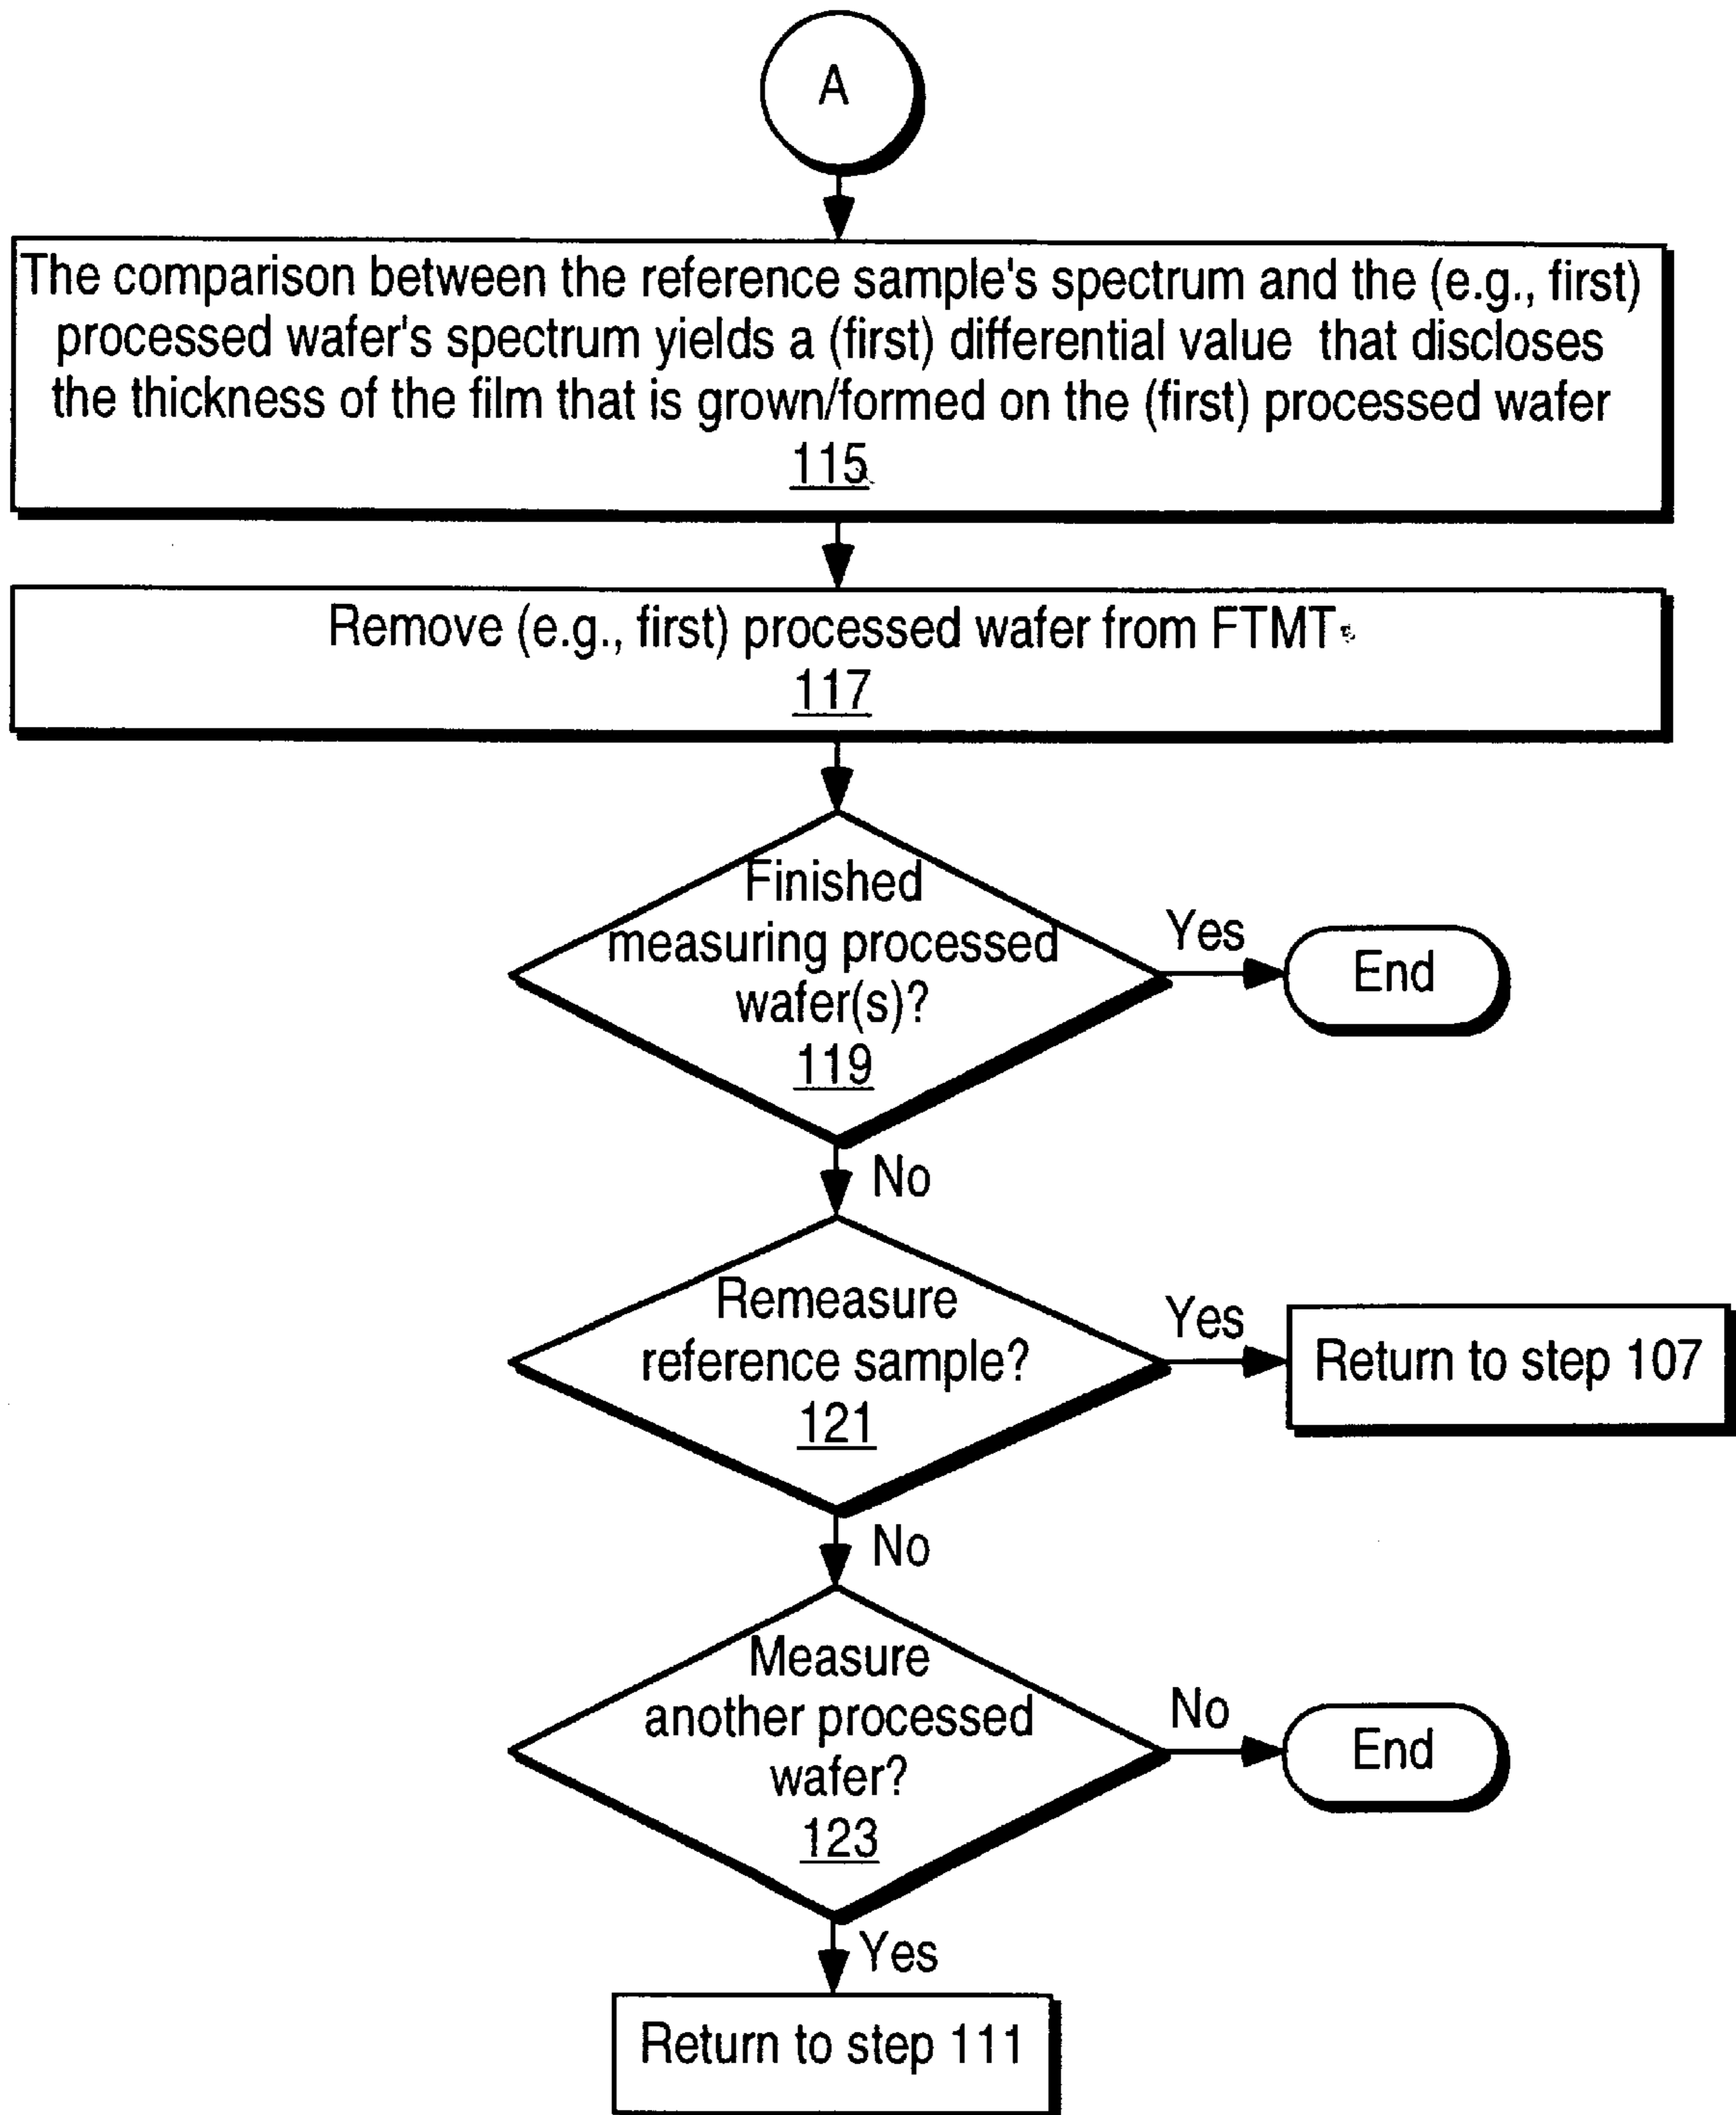 A
The comparison between the reference sample's spectrum and the (e.g., first)
processed wafer's spectrum yields a (first) differential value that discloses
the thickness of the film that is grown/formed on the (first) processed wafer
115
Remove (e.g., first) processed wafer from FTMT
117
Finished
measuring processed
wafer(s)?
119
Yes
End
No
Remeasure
reference sample?
121
Yes
Return to step 107
No
Measure
another processed
wafer?
123
No
End
Yes
Return to step 111